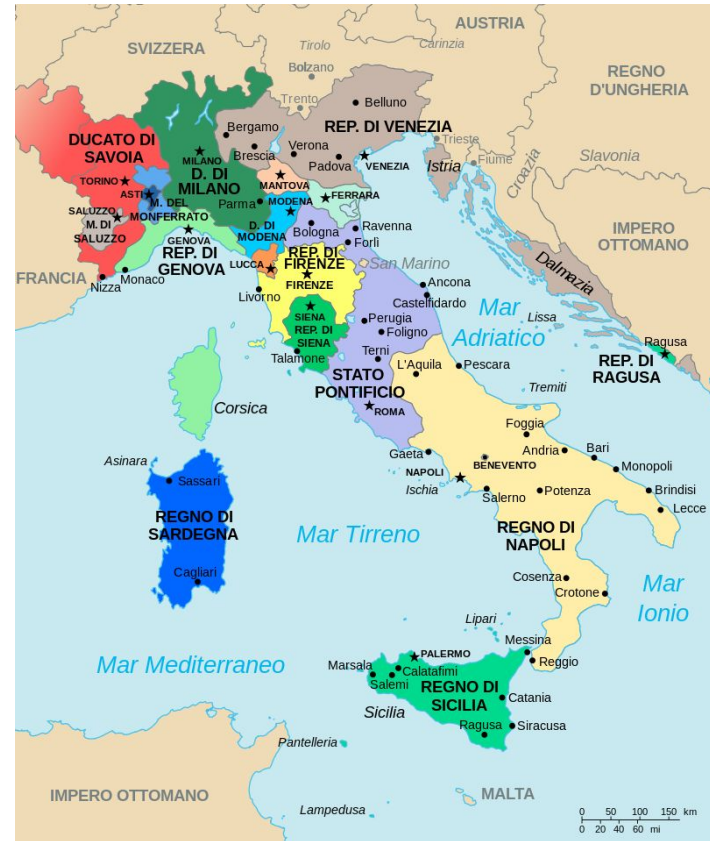 AUSTRIA
SVIZZERA
Tirolo
Carinzia
Bolzano
REGNO
D'UNGHERIA
Trento
Belluno
Bergamo
REP. DI VENEZIA
Trieste
DUCATO DI
SAVOIA
Brescia
Verona
Padova
VENEZIA
Istria
Fiume
Croazia
Slavonia
MILANO
D. DI
MILANO
TORINO
MANTOVA
ASTI
M. DEL
MONFERRATO
Parma
MODENA
FERRARA
SALUZZO
M. DI
SALUZZO
D. DI
MODENA
Bologna
Ravenna
Forlì
IMPERO
OTTOMANO
GENOVA
REP. DI
GENOVA
LUCCA
REP. DI
FIRENZE
FIRENZE
San Marino
Dalmazia
FRANCIA
Nizza
Monaco
Livorno
Ancona
Castelfidardo
Mar
Adriatico
SIENA
REP. DI
SIENA
Perugia
Foligno
Lissa
Ragusa
REP. DI
RAGUSA
Talamone
Terni
STATO
PONTIFICIO
L'Aquila
Pescara
Tremiti
ROMA
Corsica
Foggia
Gaeta
Andria
Bari
Asinara
Sassari
NAPOLI
BENEVENTO
Monopoli
Ischia
Salerno
Potenza
Brindisi
Lecce
REGNO DI
SARDEGNA
Mar Tirreno
REGNO DI
NAPOLI
Cagliari
Cosenza
Crotone
Mar
Ionio
Lipari
Messina
Mar Mediterraneo
Marsala
PALERMO
Reggio
Calatafimi
Salemi
REGNO DI
SICILIA
Catania
Sicilia
Ragusa
Siracusa
Pantelleria
IMPERO OTTOMANO
MALTA
Lampedusa
0 50 100 150 km
0 20 40 60 mi